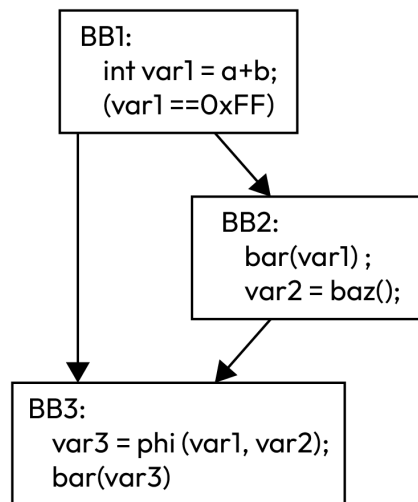 BB1:
int var1 = a+b;
(var1 ==0xFF)
BB2:
bar(var1) ;
var2 = baz();
BB3:
var3 = phi (var1, var2);
bar(var3)